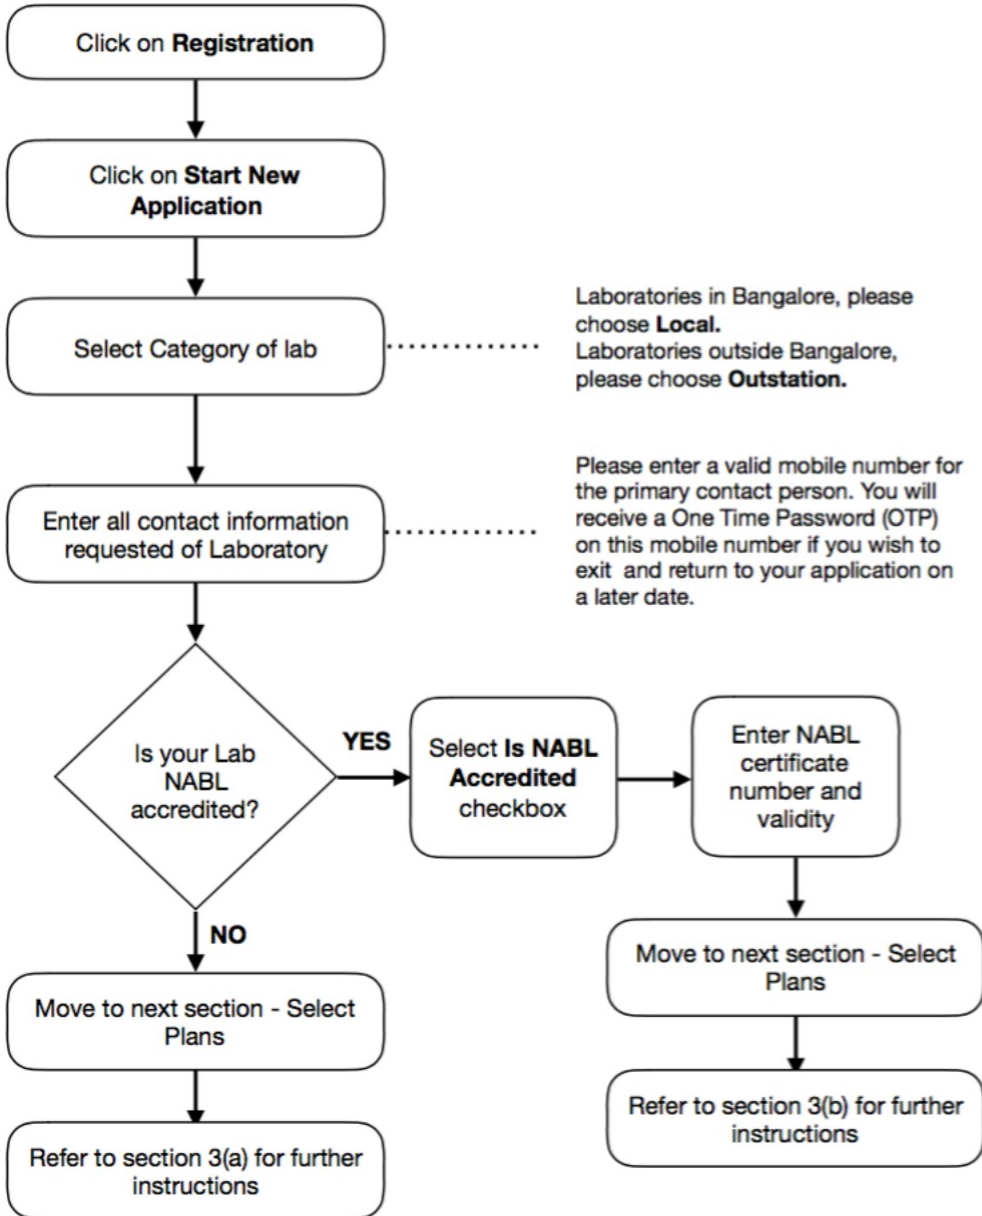 Click on Registration
Click on Start New
Application
Select Category of lab
Laboratories in Bangalore, please
choose Local.
Laboratories outside Bangalore,
please choose Outstation.
Enter all contact information
requested of Laboratory
Please enter a valid mobile number for
the primary contact person. You will
receive a One Time Password (OTP)
on this mobile number if you wish to
exit and return to your application on
a later date.
Is your Lab
NABL
accredited?
YES
Select Is NABL
Accredited
checkbox
Enter NABL
certificate
number and
validity
Move to next section - Select
Plans
Refer to section 3(b) for further
instructions
NO
Move to next section - Select
Plans
Refer to section 3(a) for further
instructions